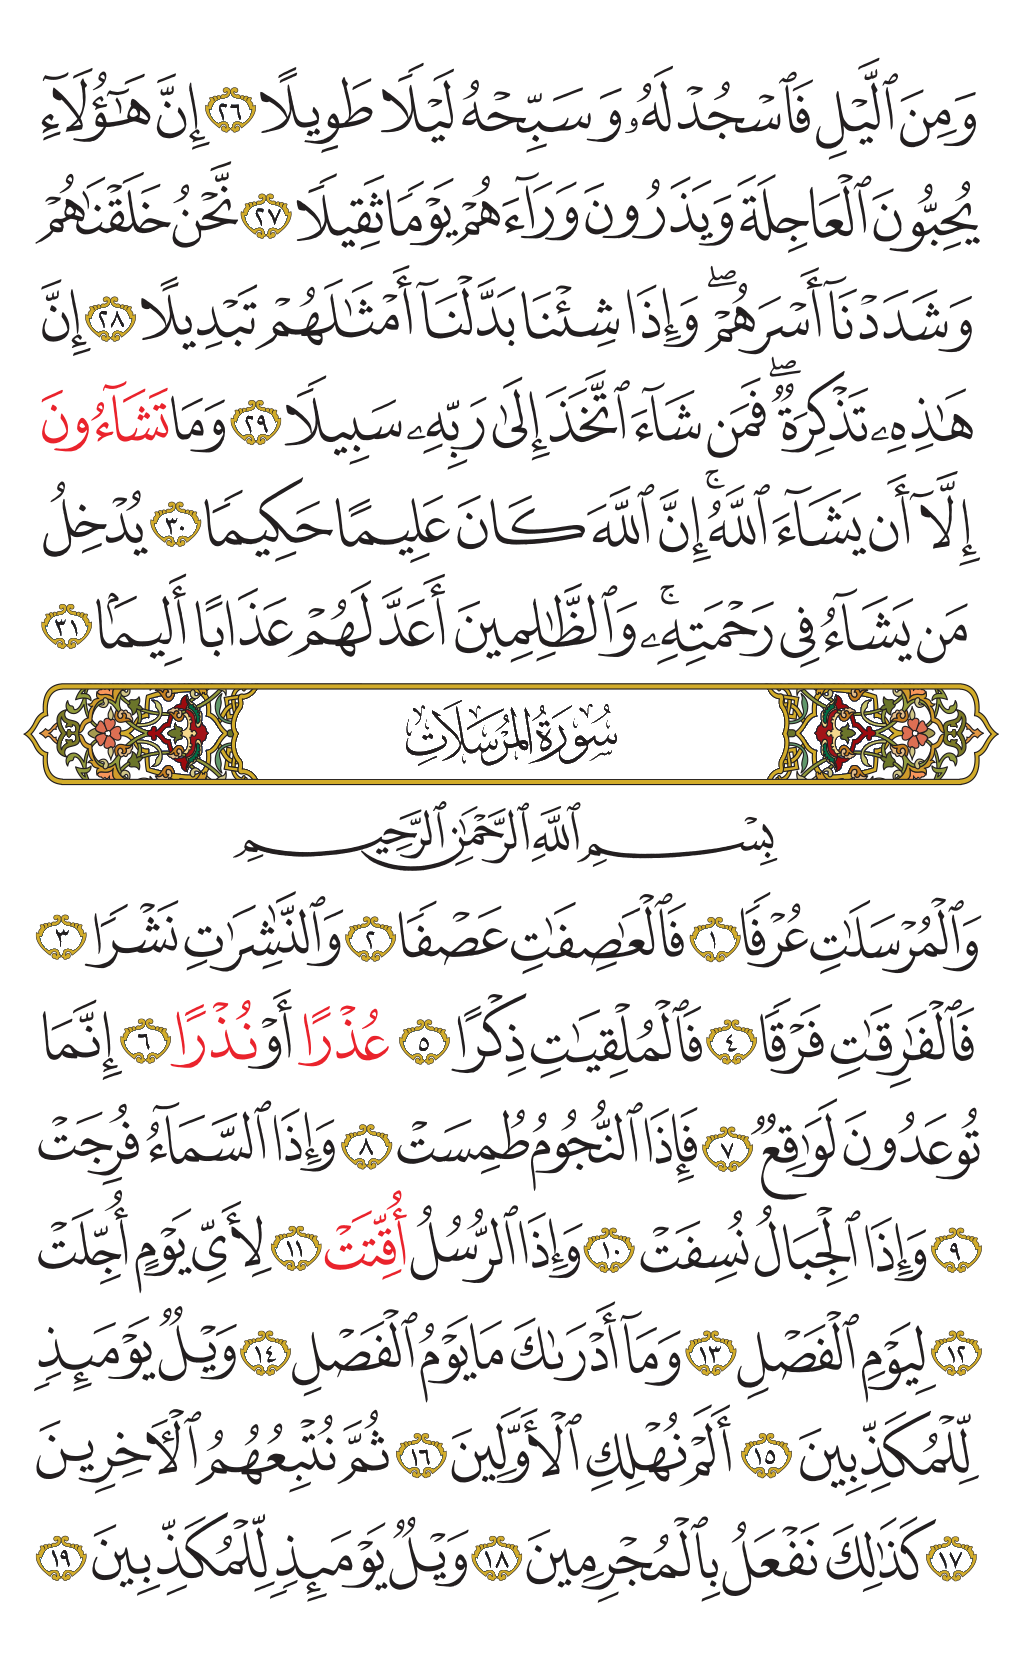 وَمِنَ ٱلَّيْلِ فَٱسْجُدْ لَهُۥ وَسَبِّحْهُ لَيْلًا طَوِيلًا ٢٦ إِنَّ هَٰٓؤُلَآءِ
يُحِبُّونَ ٱلْعَاجِلَةَ وَيَذَرُونَ وَرَآءَهُمْ يَوْمًا ثَقِيلًا ٢٧ نَّحْنُ خَلَقْنَٰهُمْ
وَشَدَدْنَآ أَسْرَهُمْۖ وَإِذَا شِئْنَا بَدَّلْنَآ أَمْثَٰلَهُمْ تَبْدِيلًا ٢٨ إِنَّ
هَٰذِهِۦ تَذْكِرَةٌۖ فَمَن شَآءَ ٱتَّخَذَ إِلَىٰ رَبِّهِۦ سَبِيلًا ٢٩ وَمَا تَشَآءُونَ
إِلَّآ أَن يَشَآءَ ٱللَّهُۚ إِنَّ ٱللَّهَ كَانَ عَلِيمًا حَكِيمًا ٣٠ يُدْخِلُ
مَن يَشَآءُ فِى رَحْمَتِهِۦۚ وَٱلظَّٰلِمِينَ أَعَدَّ لَهُمْ عَذَابًا أَلِيمًۢا ٣١
سُورَةُ المُرْسَلَاتِ
بِسْمِ ٱللَّهِ ٱلرَّحْمَٰنِ ٱلرَّحِيمِ
وَٱلْمُرْسَلَٰتِ عُرْفًا ١ فَٱلْعَٰصِفَٰتِ عَصْفًا ٢ وَٱلنَّٰشِرَٰتِ نَشْرًا ٣
فَٱلْفَٰرِقَٰتِ فَرْقًا ٤ فَٱلْمُلْقِيَٰتِ ذِكْرًا ٥ عُذْرًا أَوْ نُذْرًا ٦ إِنَّمَا
تُوعَدُونَ لَوَٰقِعٌ ٧ فَإِذَا ٱلنُّجُومُ طُمِسَتْ ٨ وَإِذَا ٱلسَّمَآءُ فُرِجَتْ
٩ وَإِذَا ٱلْجِبَالُ نُسِفَتْ ١٠ وَإِذَا ٱلرُّسُلُ أُقِّتَتْ ١١ لِأَىِّ يَوْمٍ أُجِّلَتْ
١٢ لِيَوْمِ ٱلْفَصْلِ ١٣ وَمَآ أَدْرَىٰكَ مَا يَوْمُ ٱلْفَصْلِ ١٤ وَيْلٌ يَوْمَئِذٍ
لِّلْمُكَذِّبِينَ ١٥ أَلَمْ نُهْلِكِ ٱلْأَوَّلِينَ ١٦ ثُمَّ نُتْبِعُهُمُ ٱلْـَٔاخِرِينَ
١٧ كَذَٰلِكَ نَفْعَلُ بِٱلْمُجْرِمِينَ ١٨ وَيْلٌ يَوْمَئِذٍ لِّلْمُكَذِّبِينَ ١٩